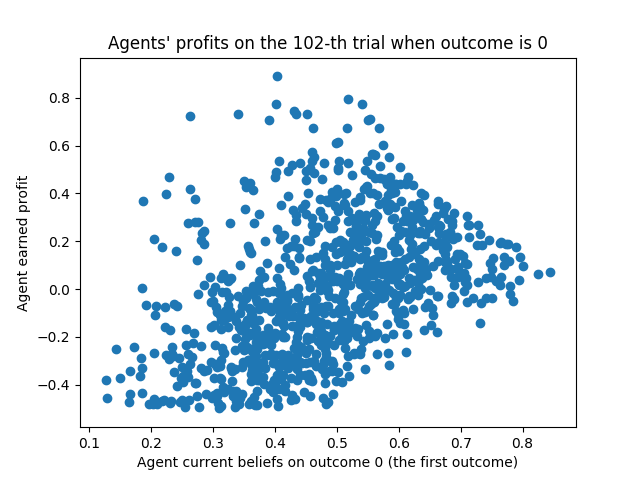 Agents' profits on the 102-th trial when outcome is 0
Agent earned profit
0.8
0.6
0.4
0.2
0.0
−0.2
−0.4
0.1 0.2 0.3 0.4 0.5 0.6 0.7 0.8
Agent current beliefs on outcome 0 (the first outcome)